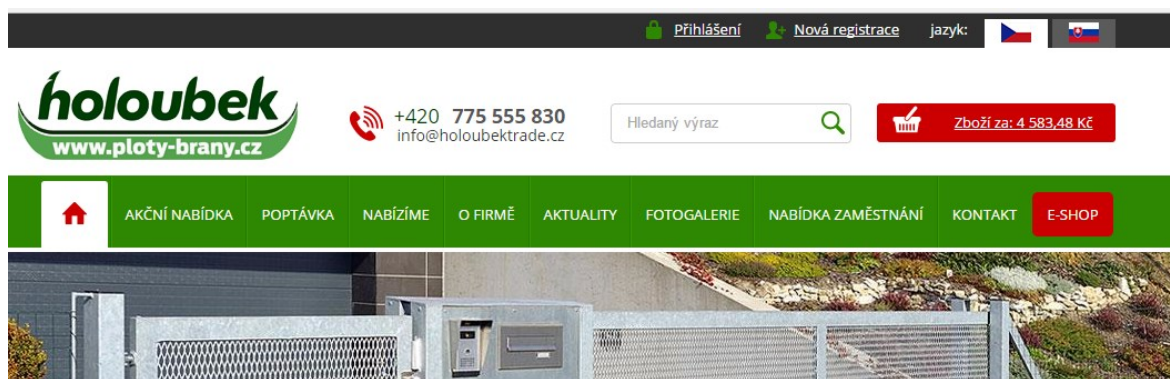 Přihlášení Nová registrace jazyk:
holoubek
www.ploty-brany.cz
+420 775 555 830
info@holoubektrade.cz
Hledaný výraz
Zboží za: 4 583,48 Kč
AKČNÍ NABÍDKA POPTÁVKA NABÍZÍME O FIRMĚ AKTUALITY FOTOGALERIE NABÍDKA ZAMĚSTNÁNÍ KONTAKT E-SHOP